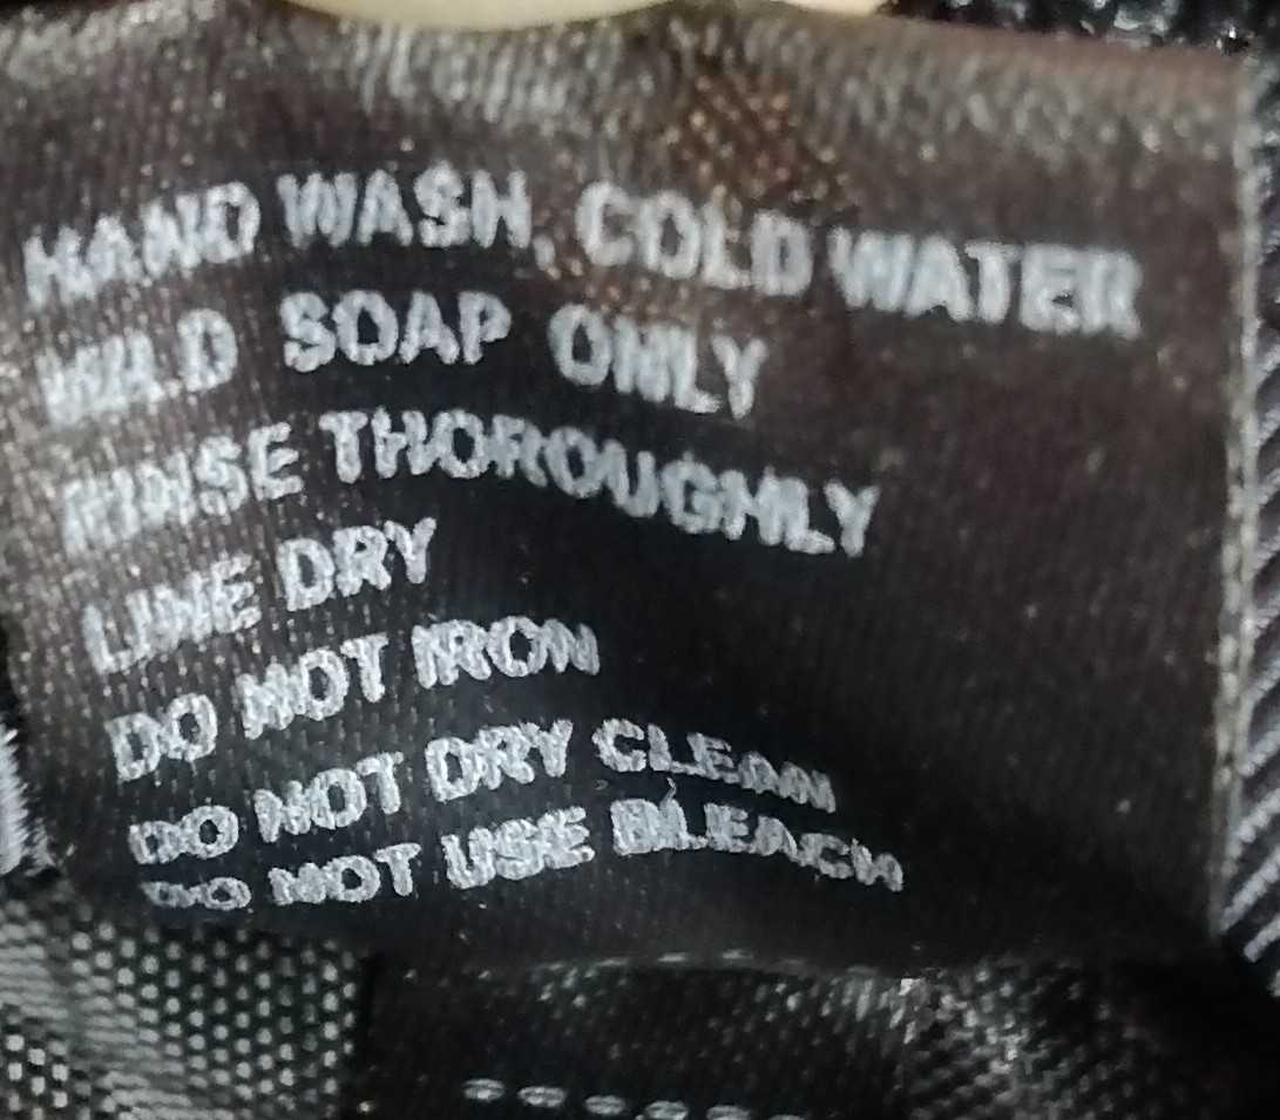 HAND WASH, COLD WATER
MILD SOAP ONLY
RINSE THOROUGHLY
LINE DRY
DO NOT IRON
DO NOT DRY CLEAN
DO NOT USE BLEACH